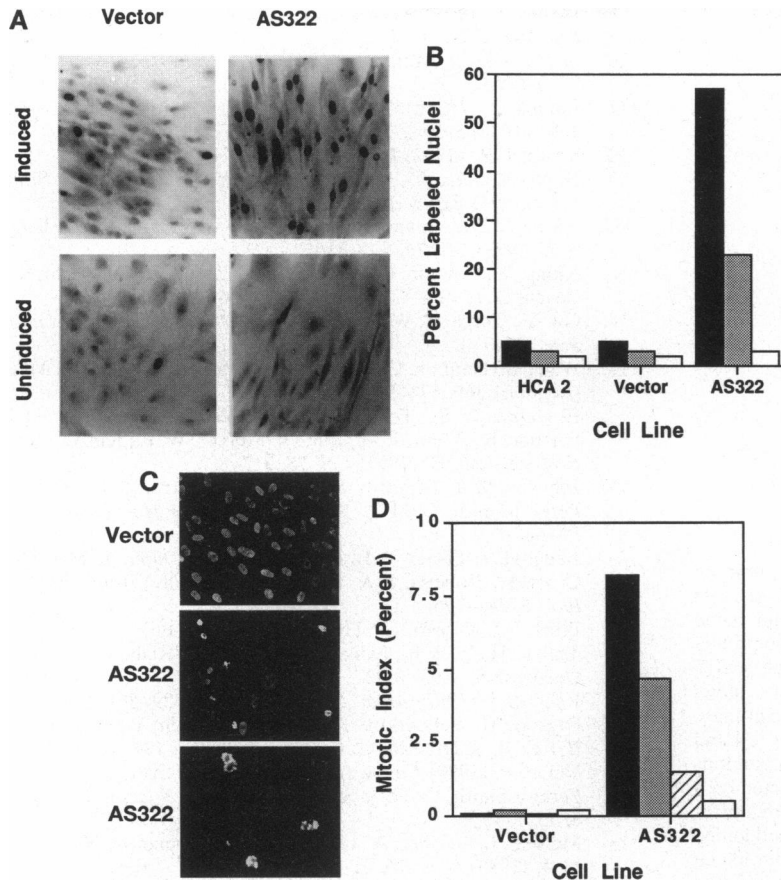 A
Vector AS322
Induced
Uninduced
B
Percent Labeled Nuclei
60
50
40
30
20
10
0
HCA 2 Vector AS322
Cell Line
C
Vector
AS322
AS322
D
Mitotic Index (Percent)
10
7.5
5
2.5
0
Vector AS322
Cell Line